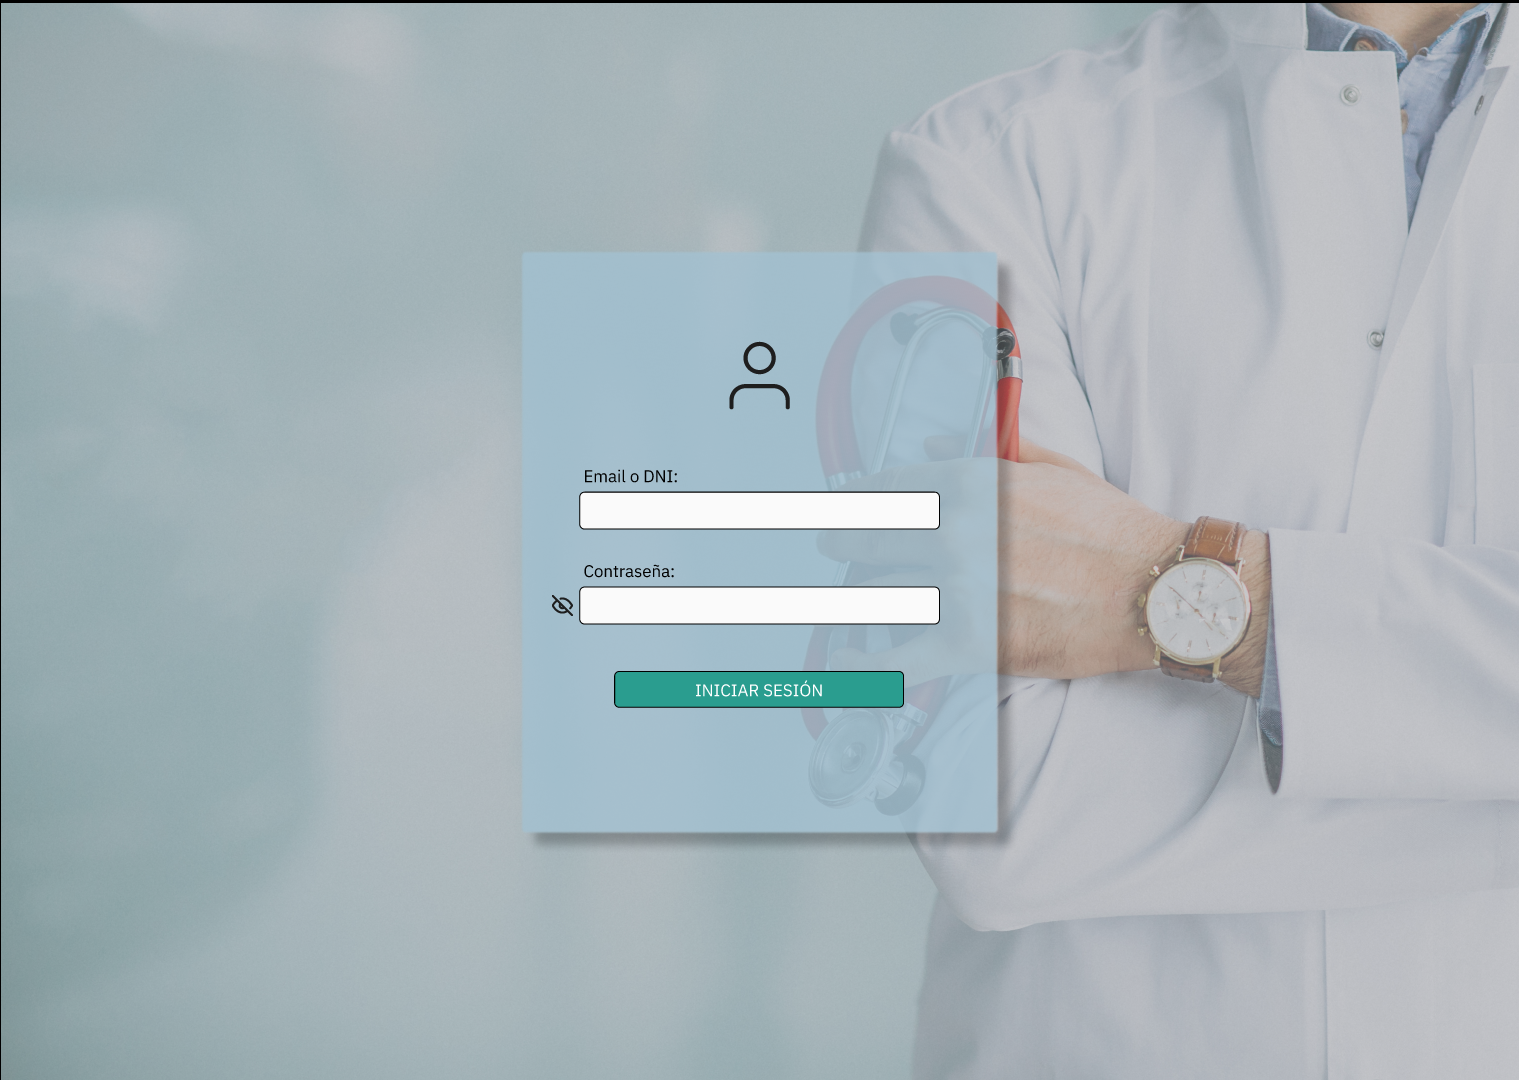 Email o DNI:
Contraseña:
INICIAR SESIÓN